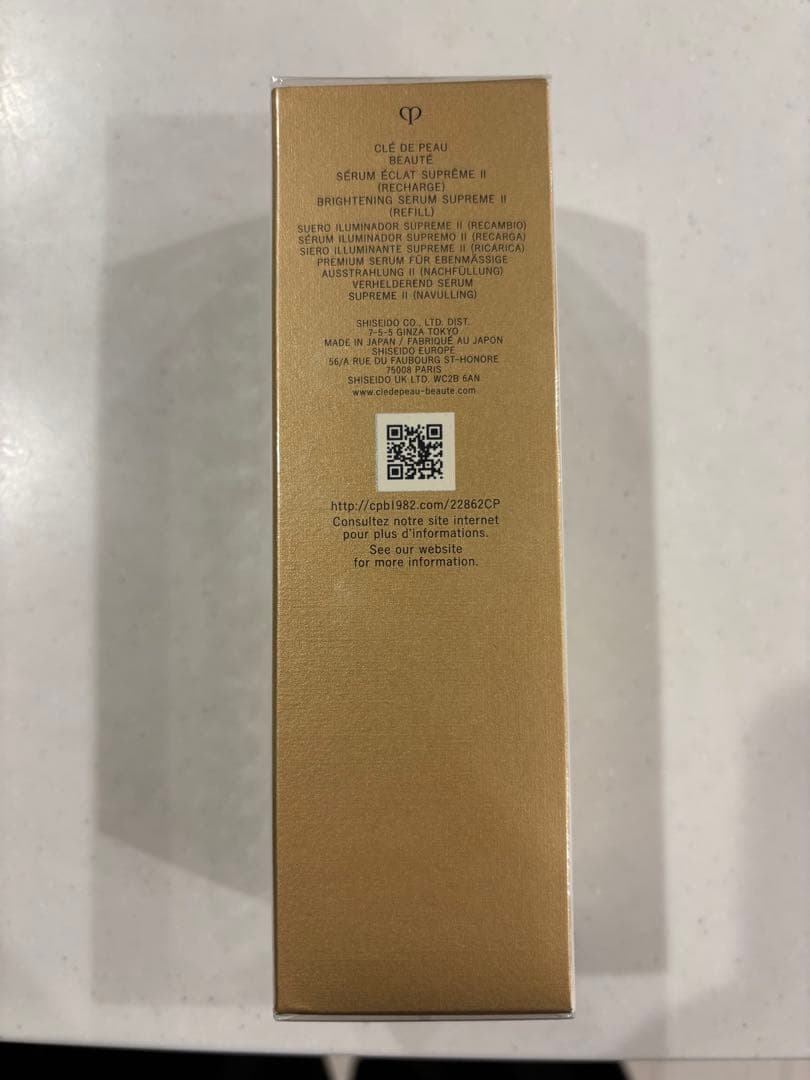 CLÉ DE PEAU
BEAUTÉ
SÉRUM ÉCLAT SUPRÊME II
(RECHARGE)
BRIGHTENING SERUM SUPREME II
(REFILL)
SUERO ILUMINADOR SUPREME II (RECAMBIO)
SÉRUM ILUMINADOR SUPREMO II (RECARGA)
SIERO ILLUMINANTE SUPREME II (RICARICA)
PREMIUM SERUM FÜR EBENMÄSSIGE
AUSSTRAHLUNG II (NACHFÜLLUNG)
VERHELDEREND SERUM
SUPREME II (NAVULLING)
SHISEIDO CO., LTD. DIST.
7-5-5 GINZA TOKYO
MADE IN JAPAN / FABRIQUÉ AU JAPON
SHISEIDO EUROPE
56/A RUE DU FAUBOURG ST-HONORE
75008 PARIS
SHISEIDO UK LTD. WC2B 6AN
www.cledepeau-beaute.com
http://cpb1982.com/22862CP
Consultez notre site internet
pour plus d'informations.
See our website
for more information.